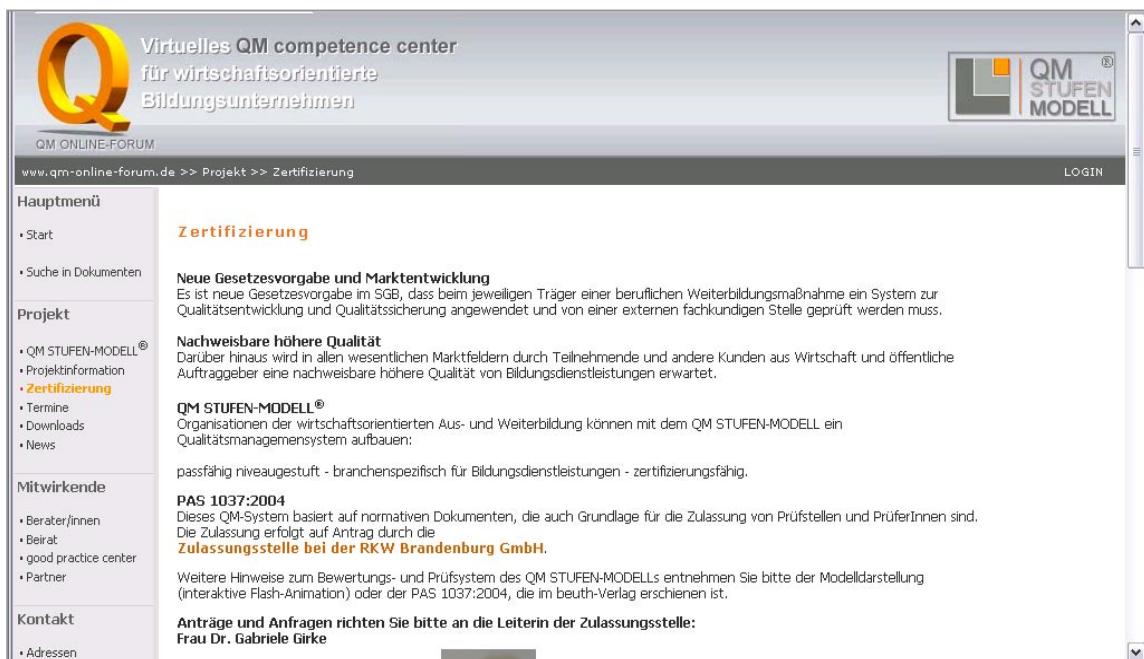 Virtuelles QM competence center
für wirtschaftsorientierte
Bildungsunternehmen
QM ONLINE-FORUM
QM ®
STUFEN
MODELL
www.qm-online-forum.de >> Projekt >> Zertifizierung
LOGIN
Hauptmenü
• Start
• Suche in Dokumenten
Projekt
• QM STUFEN-MODELL®
• Projektinformation
• Zertifizierung
• Termine
• Downloads
• News
Mitwirkende
• Berater/innen
• Beirat
• good practice center
• Partner
Kontakt
• Adressen
Zertifizierung
Neue Gesetzesvorgabe und Marktentwicklung
Es ist neue Gesetzesvorgabe im SGB, dass beim jeweiligen Träger einer beruflichen Weiterbildungsmaßnahme ein System zur
Qualitätsentwicklung und Qualitätssicherung angewendet und von einer externen fachkundigen Stelle geprüft werden muss.
Nachweisbare höhere Qualität
Darüber hinaus wird in allen wesentlichen Marktfeldern durch Teilnehmende und andere Kunden aus Wirtschaft und öffentliche
Auftraggeber eine nachweisbare höhere Qualität von Bildungsdienstleistungen erwartet.
QM STUFEN-MODELL®
Organisationen der wirtschaftsorientierten Aus- und Weiterbildung können mit dem QM STUFEN-MODELL ein
Qualitätsmanagemensystem aufbauen:
passfähig niveaugestuft - branchenspezifisch für Bildungsdienstleistungen - zertifizierungsfähig.
PAS 1037:2004
Dieses QM-System basiert auf normativen Dokumenten, die auch Grundlage für die Zulassung von Prüfstellen und PrüferInnen sind.
Die Zulassung erfolgt auf Antrag durch die
Zulassungsstelle bei der RKW Brandenburg GmbH.
Weitere Hinweise zum Bewertungs- und Prüfsystem des QM STUFEN-MODELLs entnehmen Sie bitte der Modelldarstellung
(interaktive Flash-Animation) oder der PAS 1037:2004, die im beuth-Verlag erschienen ist.
Anträge und Anfragen richten Sie bitte an die Leiterin der Zulassungsstelle:
Frau Dr. Gabriele Girke